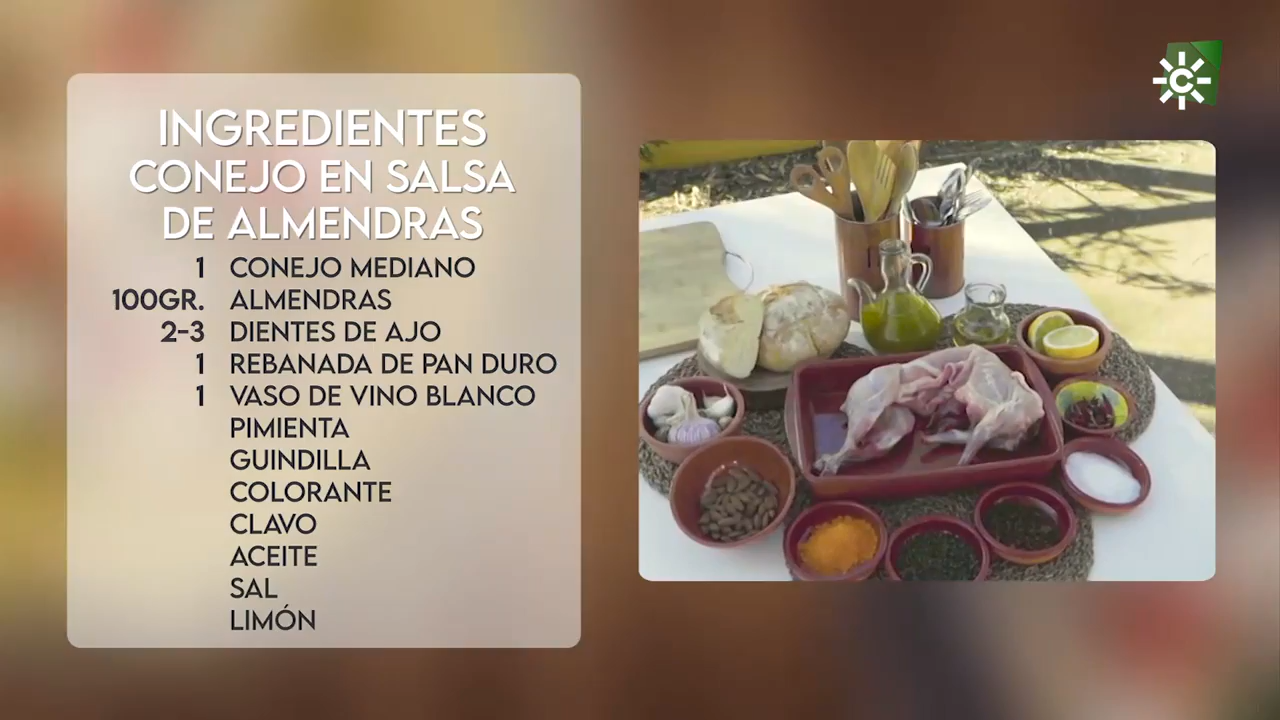 INGREDIENTES
CONEJO EN SALSA
DE ALMENDRAS
1 CONEJO MEDIANO
100GR. ALMENDRAS
2-3 DIENTES DE AJO
1 REBANADA DE PAN DURO
1 VASO DE VINO BLANCO
PIMIENTA
GUINDILLA
COLORANTE
CLAVO
ACEITE
SAL
LIMÓN
C